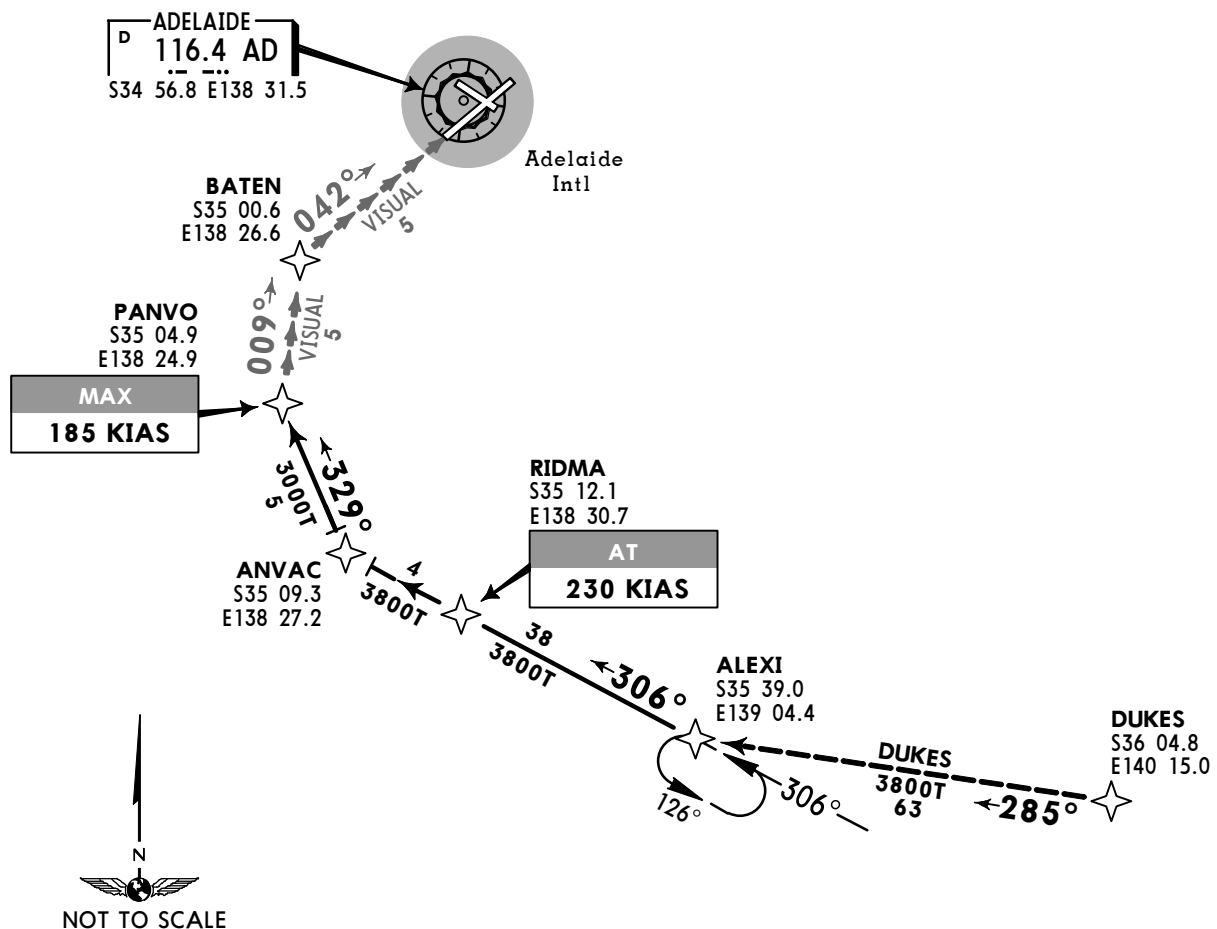 ADELAIDE
D
116.4 AD
S34 56.8 E138 31.5
Adelaide
Intl
BATEN
S35 00.6
E138 26.6
042°
VISUAL
5
PANVO
S35 04.9
E138 24.9
009°
VISUAL
5
MAX
185 KIAS
329°
3000T
5
RIDMA
S35 12.1
E138 30.7
AT
230 KIAS
ANVAC
S35 09.3
E138 27.2
4
3800T
38
3800T
306°
ALEXI
S35 39.0
E139 04.4
DUKES
S36 04.8
E140 15.0
DUKES
3800T
63
285°
306°
126°
N
NOT TO SCALE